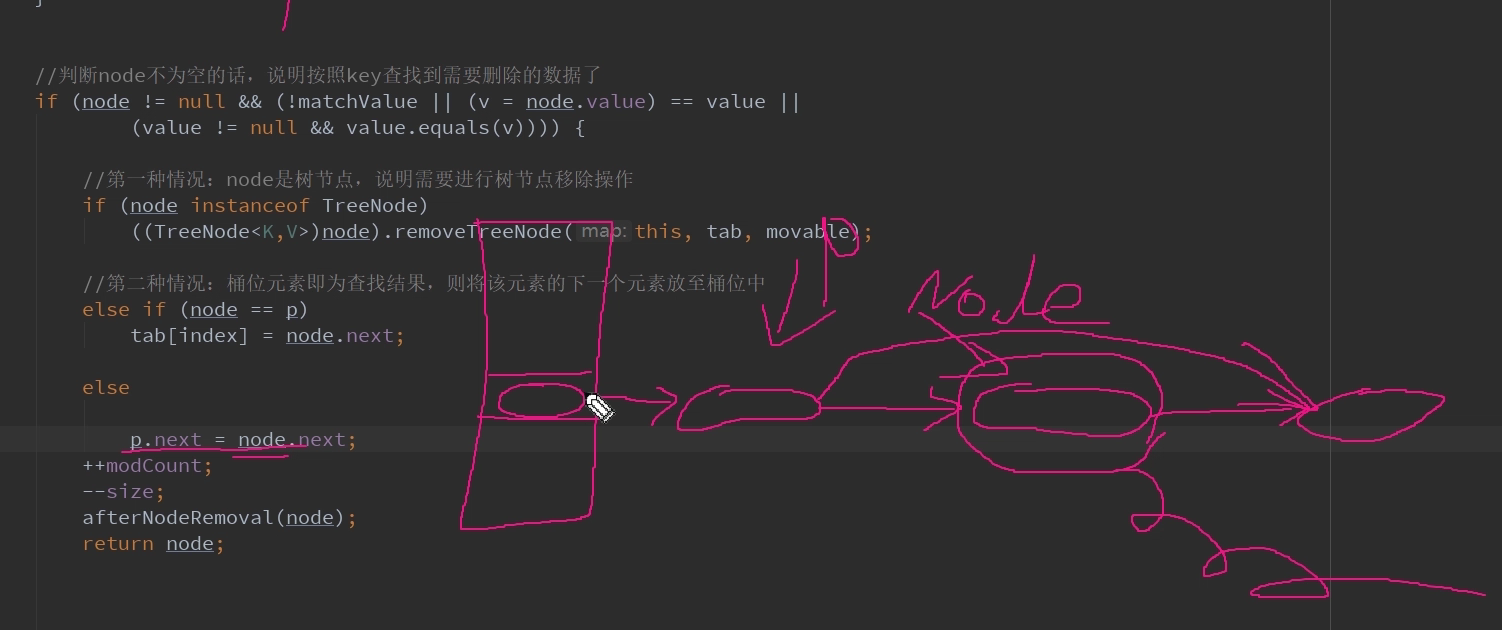 }
//判断node不为空的话，说明按照key查找到需要删除的数据了
if (node != null && (!matchValue || (v = node.value) == value ||
(value != null && value.equals(v)))) {
//第一种情况：node是树节点，说明需要进行树节点移除操作
if (node instanceof TreeNode)
((TreeNode<K,V>)node).removeTreeNode( map: this, tab, movable);
P
//第二种情况：桶位元素即为查找结果，则将该元素的下一个元素放至桶位中
Node
else if (node == p)
tab[index] = node.next;
else
p.next = node.next;
++modCount;
--size;
afterNodeRemoval(node);
return node;